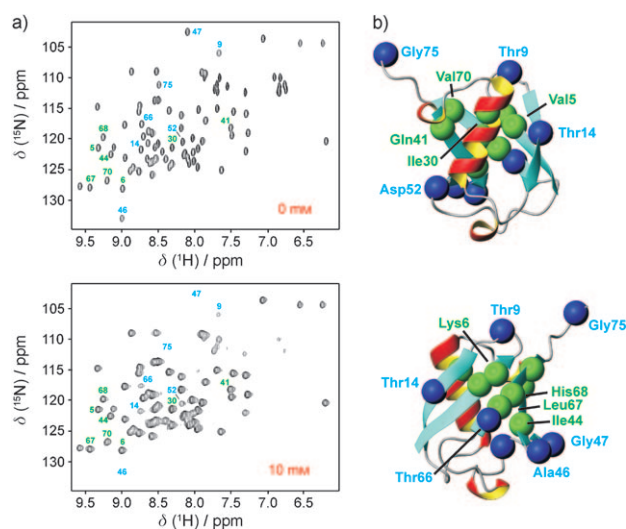 a)
b)
47
9
105
110
75
115
66
68
52
41
120
5
14
30
44
125
67
70
6
130
46
0 mM
δ (¹⁵N) / ppm
9.5 9.0 8.5 8.0 7.5 7.0 6.5
δ (¹H) / ppm
47
105
9
110
75
115
66
68
52
41
120
5
14
30
44
125
70
67
6
130
46
10 mM
δ (¹⁵N) / ppm
9.5 9.0 8.5 8.0 7.5 7.0 6.5
δ (¹H) / ppm
Gly75
Thr9
Val70
Val5
Thr14
Gln41
Ile30
Asp52
Thr9
Lys6
Gly75
Thr14
His68
Leu67
Ile44
Gly47
Thr66
Ala46